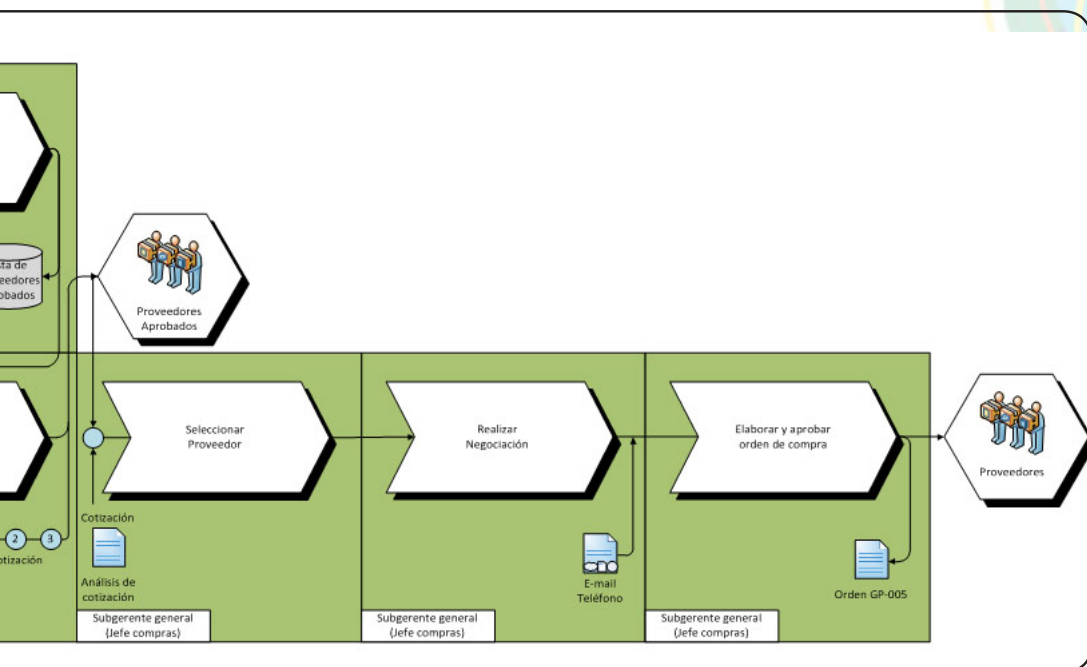 Proveedores
Aprobados
Seleccionar
Proveedor
Realizar
Negociación
Elaborar y aprobar
orden de compra
Proveedores
2
3
Cotización
Análisis de
cotización
E-mail
Teléfono
Orden GP-005
Subgerente general
(Jefe compras)
Subgerente general
(Jefe compras)
Subgerente general
(Jefe compras)